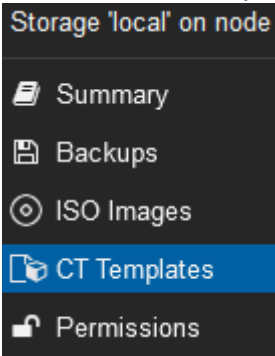 Storage 'local' on node
Summary
Backups
ISO Images
CT Templates
Permissions